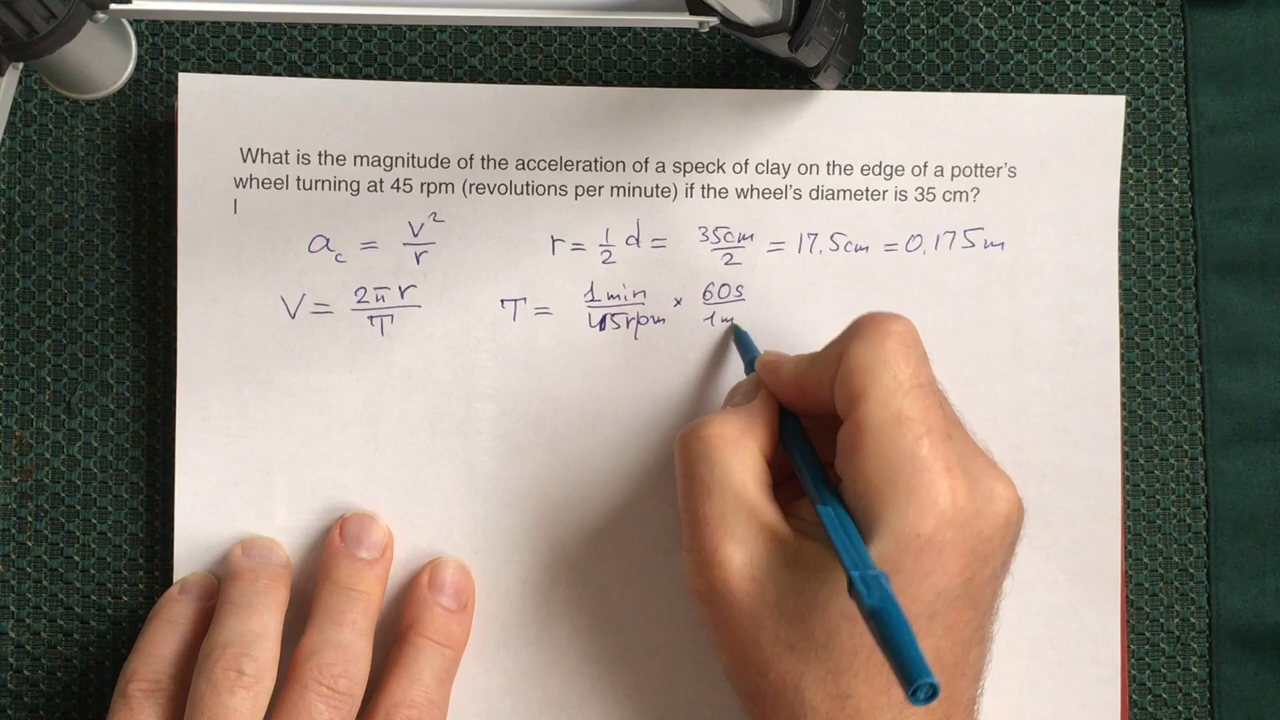 What is the magnitude of the acceleration of a speck of clay on the edge of a potter's
wheel turning at 45 rpm (revolutions per minute) if the wheel's diameter is 35 cm?
|
a_c = v²/r r = 1/2 d = 35cm/2 = 17.5cm = 0.175m
V = 2πr/T T = 1min/45rpm × 60s/1m